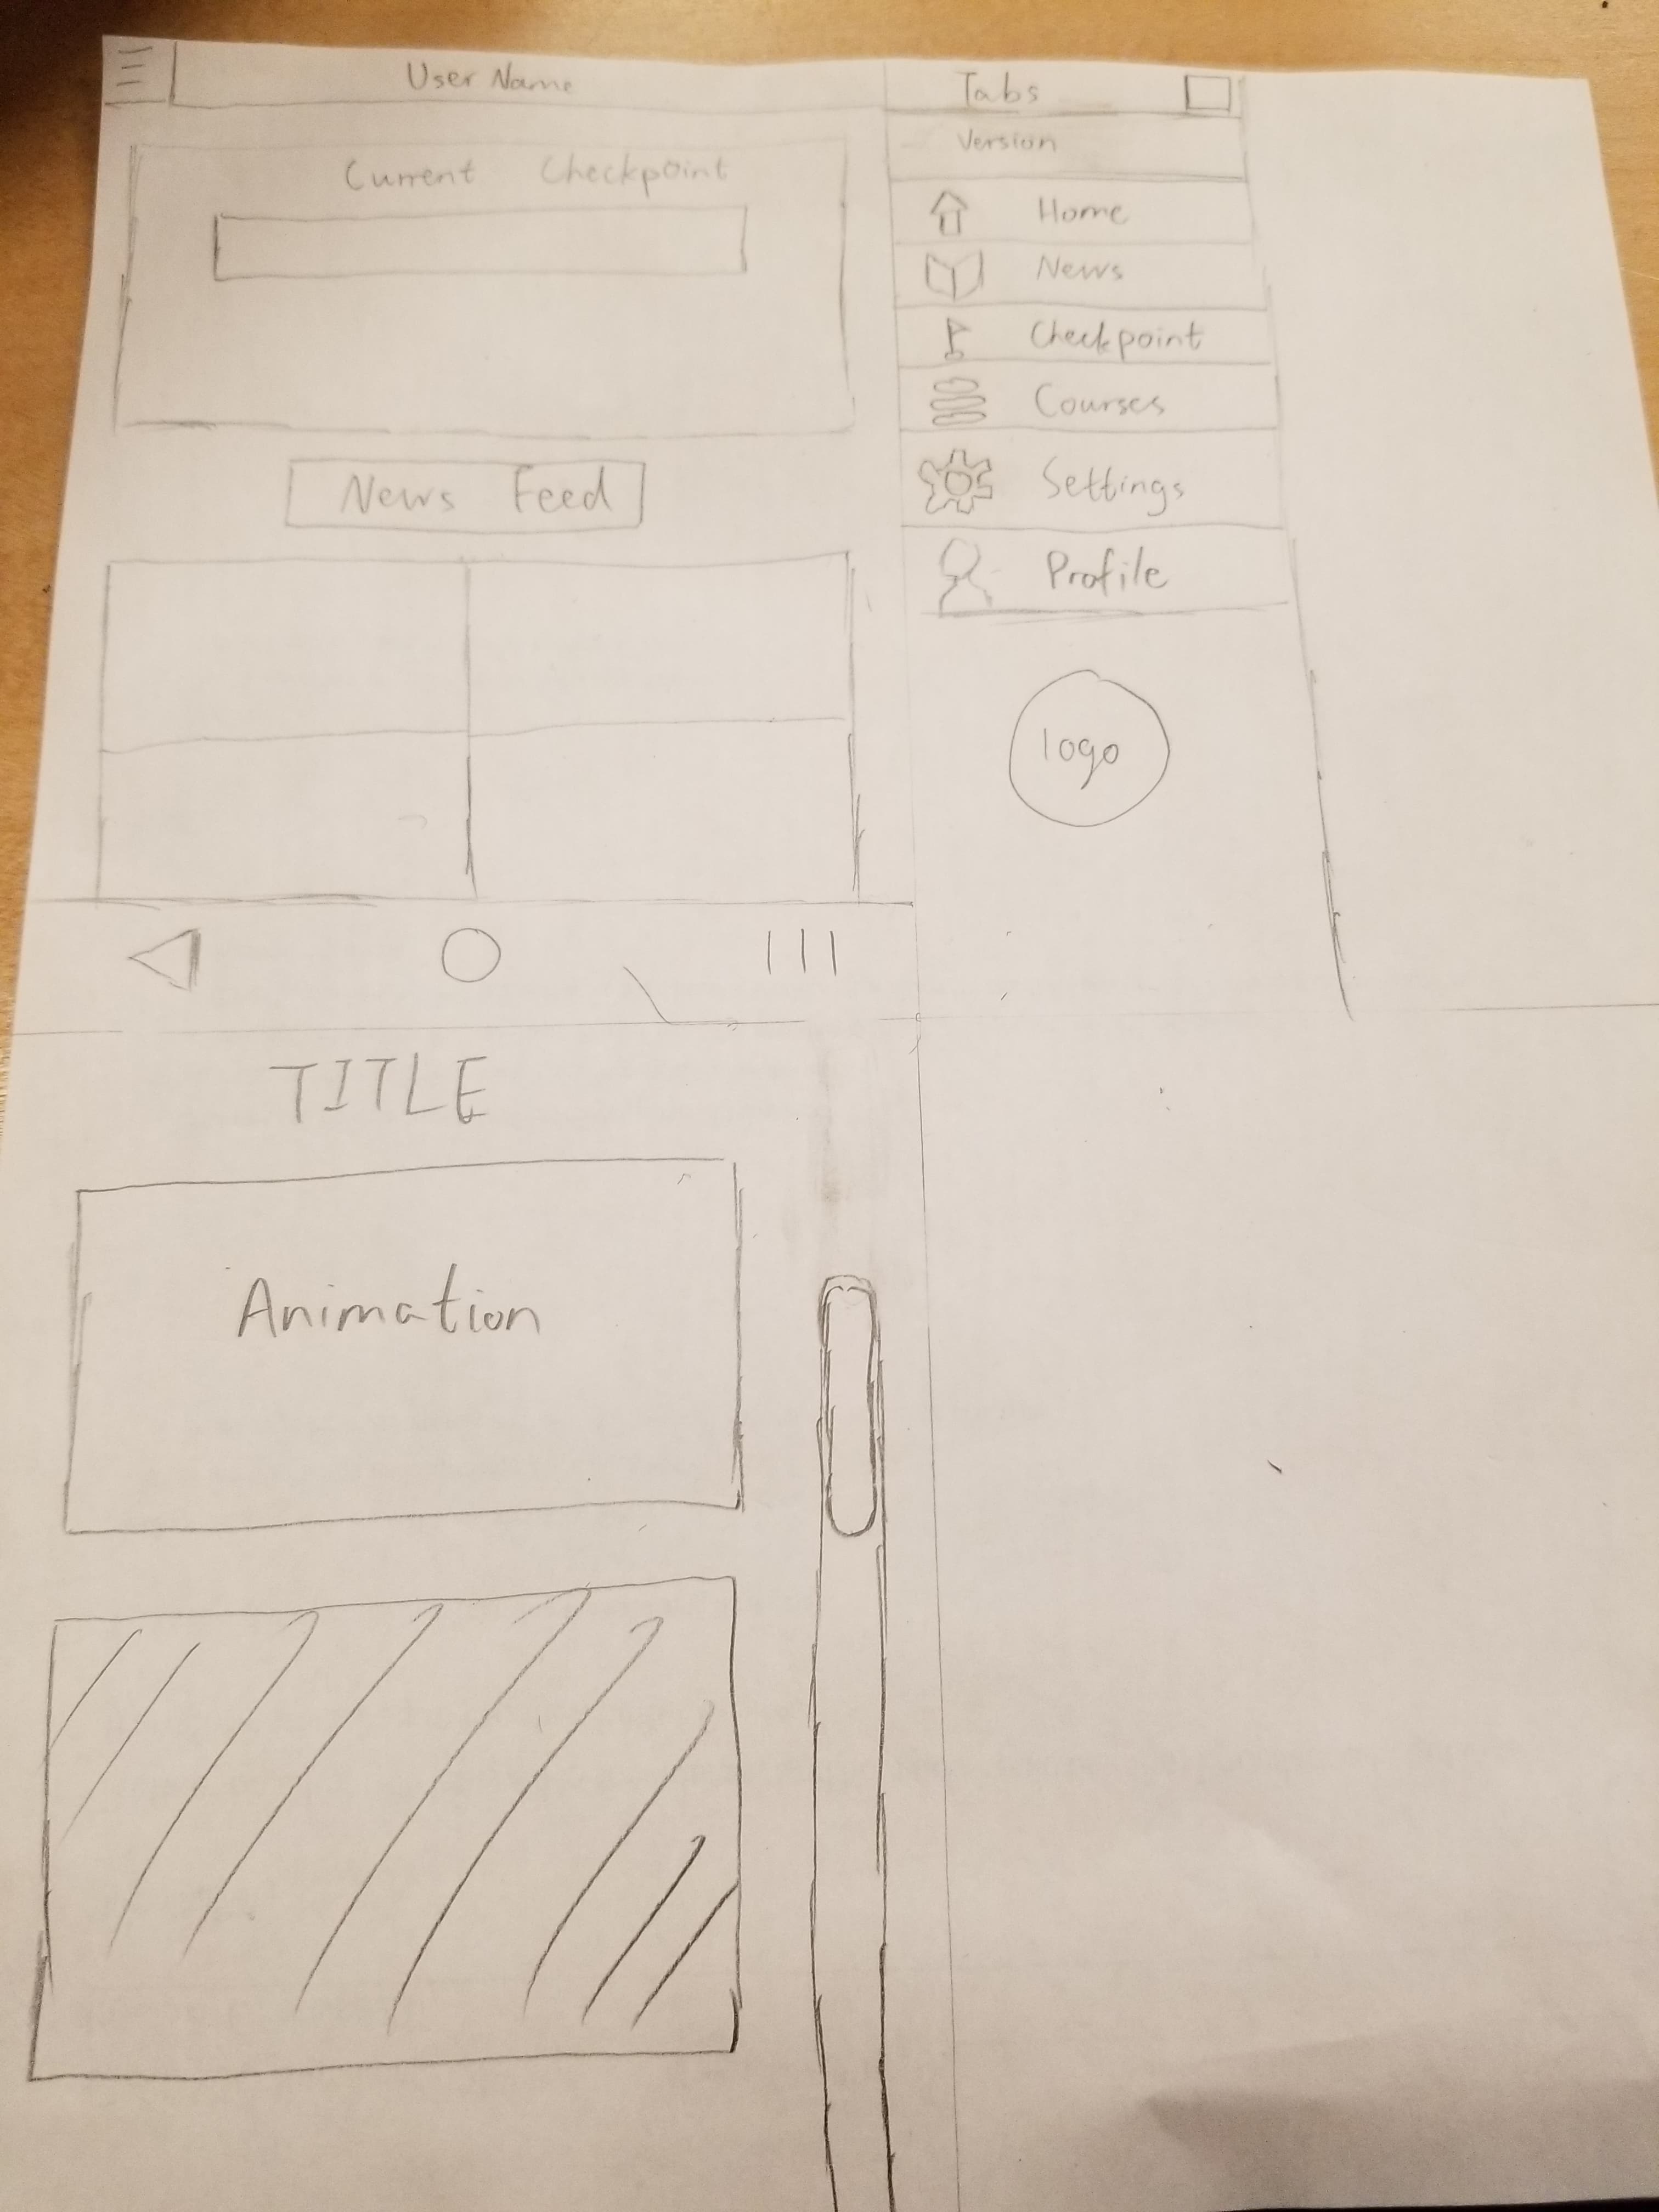 User Name
Current Checkpoint
News Feed
Tabs
Version
Home
News
Checkpoint
Courses
Settings
Profile
logo
TITLE
Animation